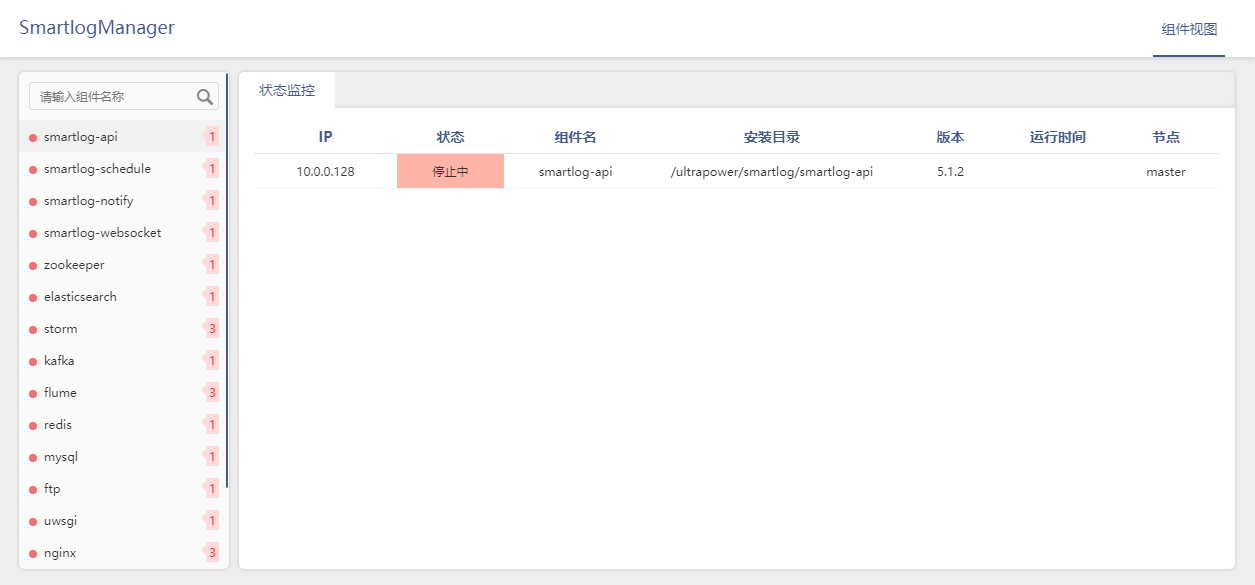 SmartlogManager
组件视图
请输入组件名称
smartlog-api 1
smartlog-schedule 1
smartlog-notify 1
smartlog-websocket 1
zookeeper 1
elasticsearch 1
storm 3
kafka 1
flume 3
redis 1
mysql 1
ftp 1
uwsgi 1
nginx 3
状态监控
IP 状态 组件名 安装目录 版本 运行时间 节点
10.0.0.128 停止中 smartlog-api /ultrapower/smartlog/smartlog-api 5.1.2 master